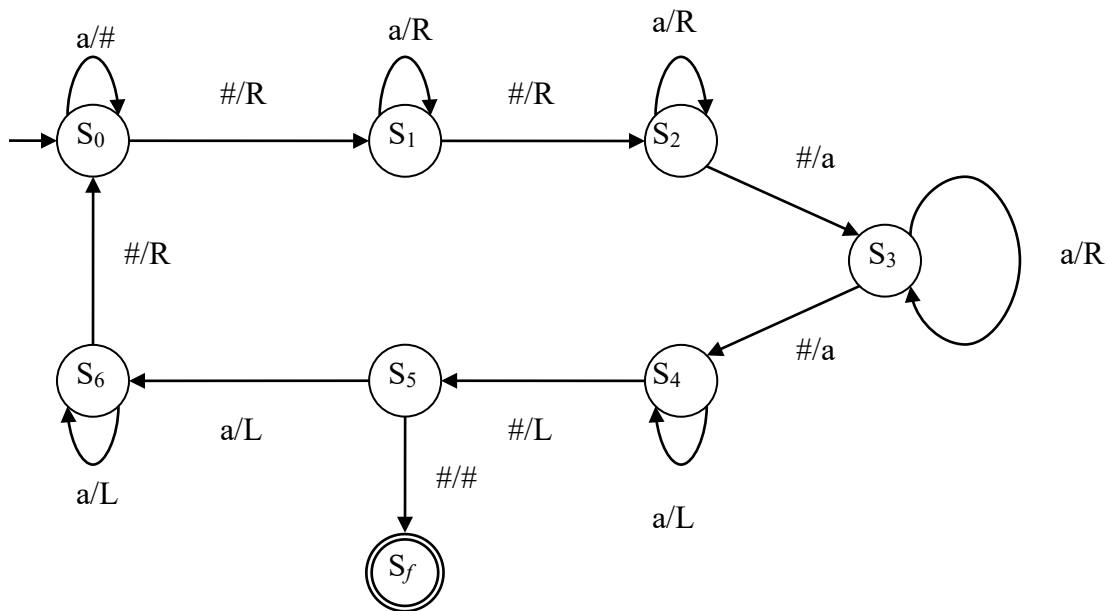 a/#
a/R
a/R
#/R
#/R
S₀
S₁
S₂
#/a
S₃
a/R
#/R
#/a
S₆
S₅
S₄
a/L
#/L
#/#
a/L
a/L
S𝑓